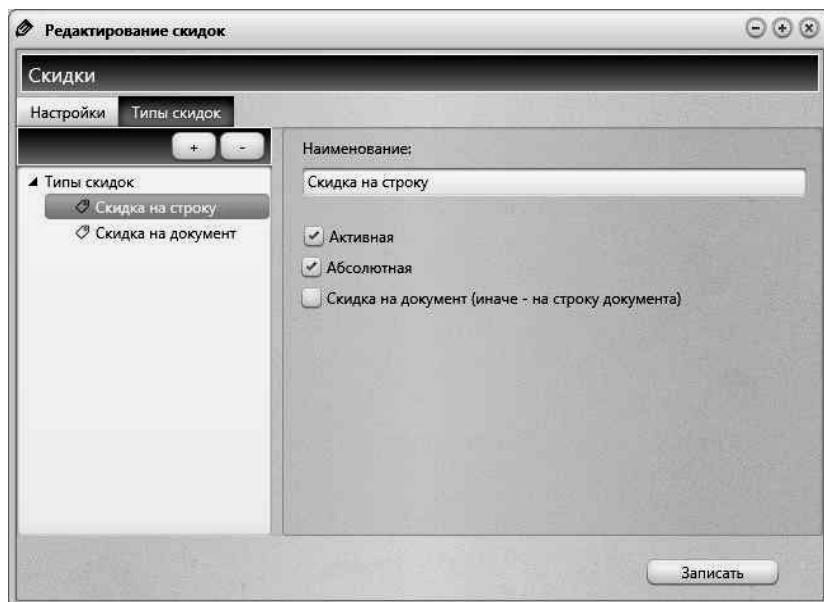 Редактирование скидок
Скидки
Настройки Типы скидок
+ -
Типы скидок
Скидка на строку
Скидка на документ
Наименование:
Скидка на строку
Активная
Абсолютная
Скидка на документ (иначе - на строку документа)
Записать